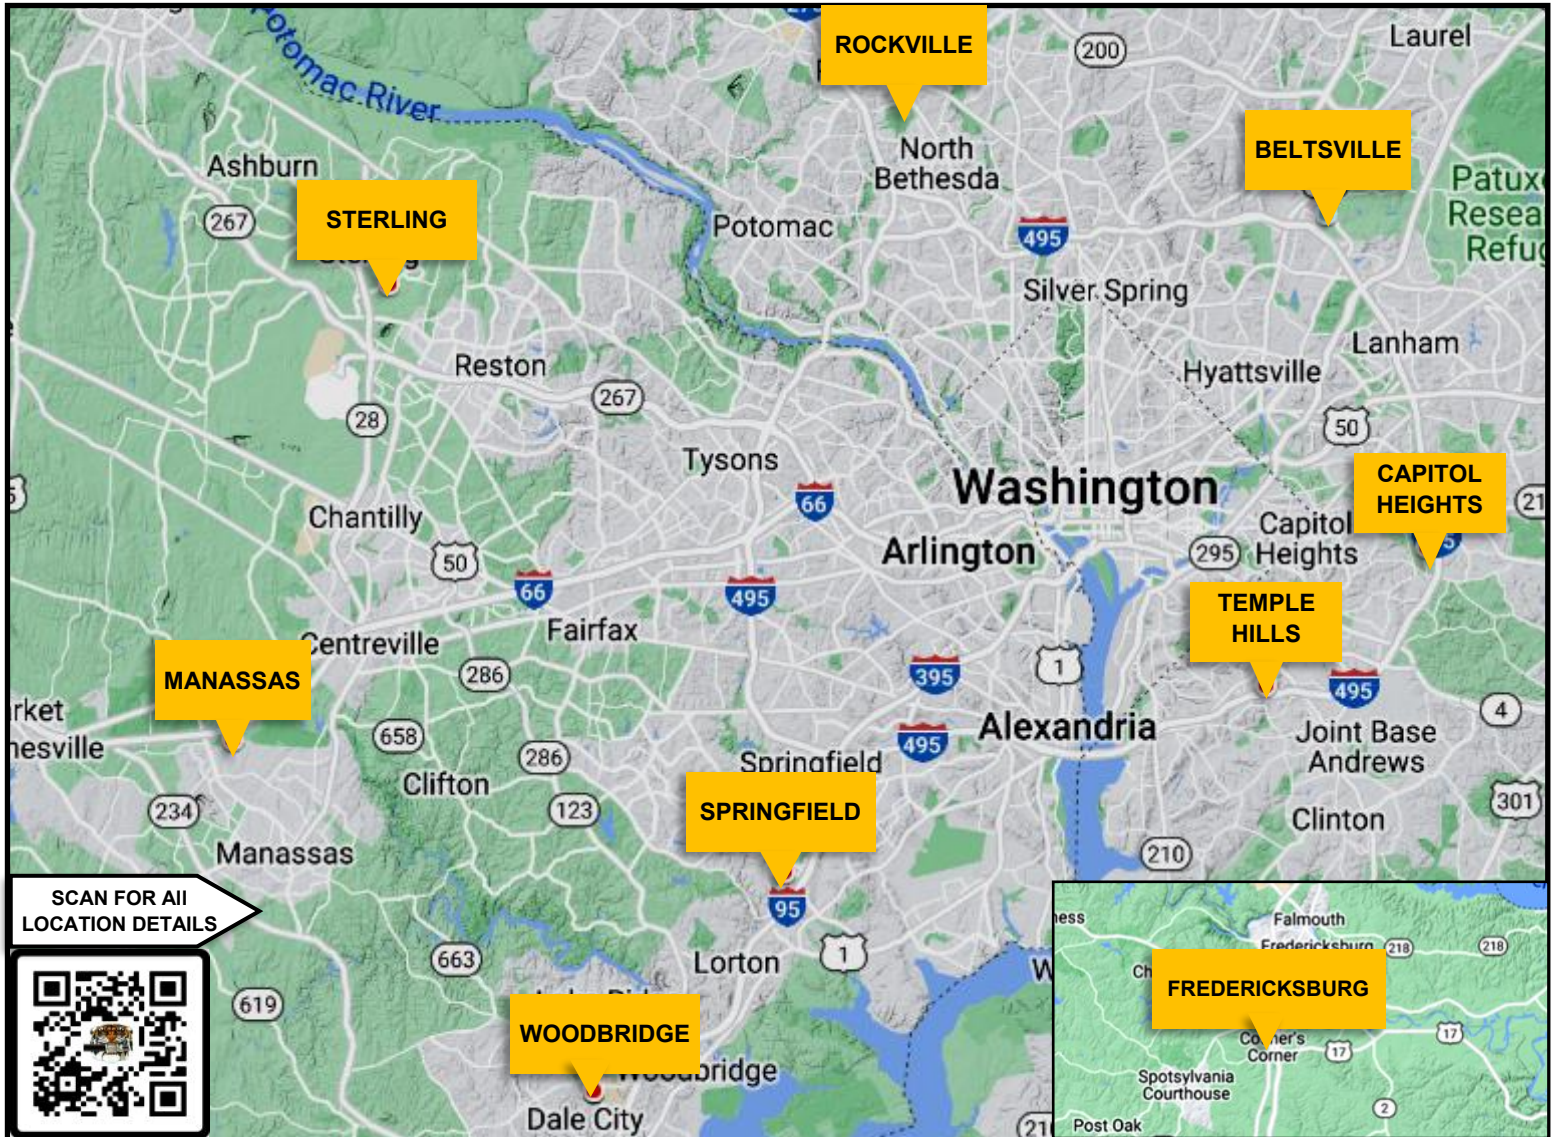 Potomac River
ROCKVILLE
200
Laurel
Ashburn
267
STERLING
North
Bethesda
BELTSVILLE
Potomac
495
Silver Spring
Lanham
Reston
Hyattsville
267
28
50
Tysons
66
Washington
CAPITOL
HEIGHTS
Chantilly
50
Arlington
295
Capitol
Heights
66
495
TEMPLE
HILLS
Fairfax
Centreville
MANASSAS
286
395
1
495
4
658
286
Alexandria
495
Joint Base
Andrews
Springfield
Clifton
123
SPRINGFIELD
301
234
Clinton
Manassas
210
SCAN FOR All
LOCATION DETAILS
95
1
Lorton
663
619
WOODBRIDGE
Woodbridge
Dale City
Falmouth
Fredericksburg
218
218
FREDERICKSBURG
17
17
Corner
Spotsylvania
Courthouse
2
Post Oak